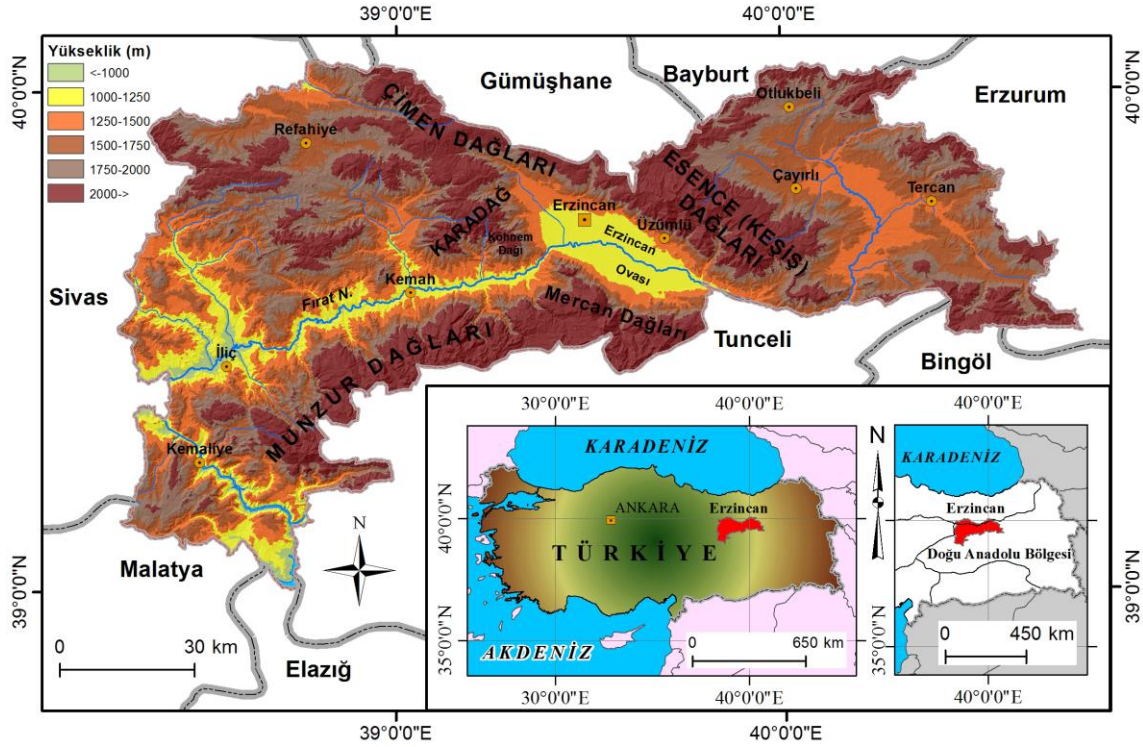 39°0'0"E
40°0'0"E
Yükseklik (m)
<-1000
1000-1250
1250-1500
1500-1750
1750-2000
2000->
40°0'0"N
40°0'0"N
Gümüşhane
Bayburt
Erzurum
Otlukbeli
Refahiye
ÇİMEN DAĞLARI
ESENCE (KEŞİŞ)
DAĞLARI
Çayırlı
Tercan
Erzincan
Üzümlü
KARADAĞ
Köhnem
Dağı
Erzincan
Ovası
Kemah
Sivas
Fırat N.
Mercan Dağları
Tunceli
Bingöl
İliç
MUNZUR DAĞLARI
Kemaliye
Malatya
N
39°0'0"N
39°0'0"N
0
30 km
Elazığ
39°0'0"E
40°0'0"E
30°0'0"E
40°0'0"E
KARADENİZ
ANKARA
Erzincan
TÜRKİYE
40°0'0"N
35°0'0"N
AKDENİZ
0
650 km
30°0'0"E
40°0'0"E
N
40°0'0"E
KARADENİZ
Erzincan
Doğu Anadolu Bölgesi
40°0'0"N
35°0'0"N
0
450 km
40°0'0"E